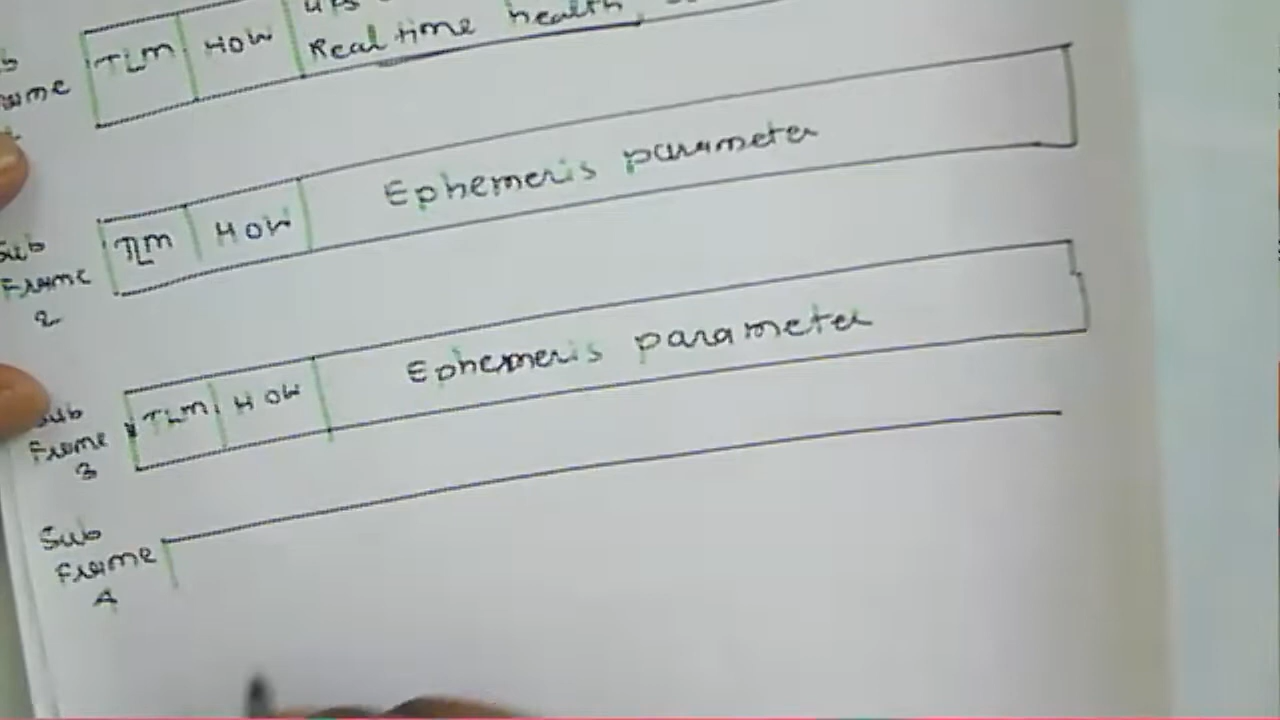 TLM HOW
Real time health,
TLM HOW Ephemeris parameter
Sub
Frame
2
TLM HOW Ephemeris parameter
Sub
Frame
3
Sub
Frame
4